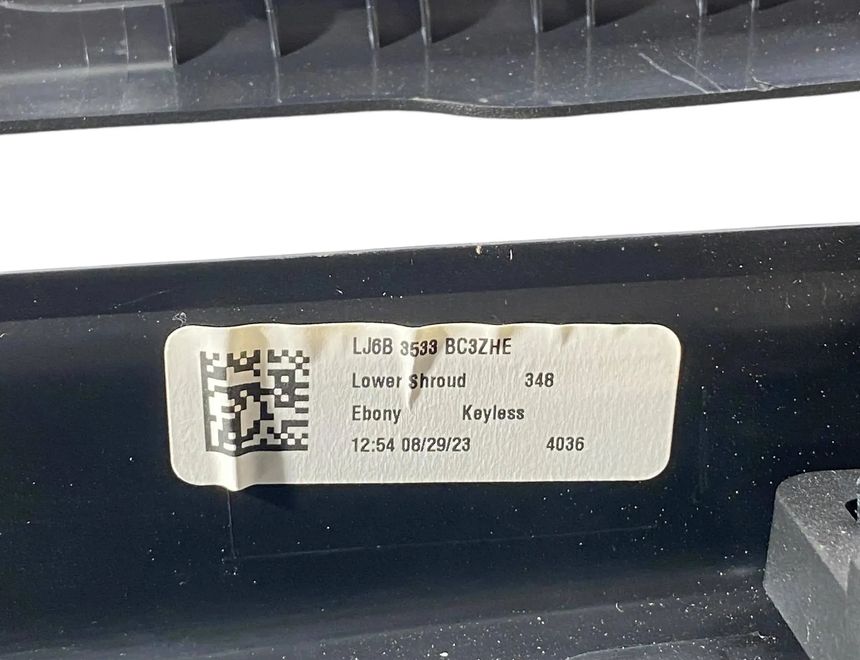 LJ6B 3533 BC3ZHE
Lower Shroud 348
Ebony Keyless
12:54 08/29/23 4036